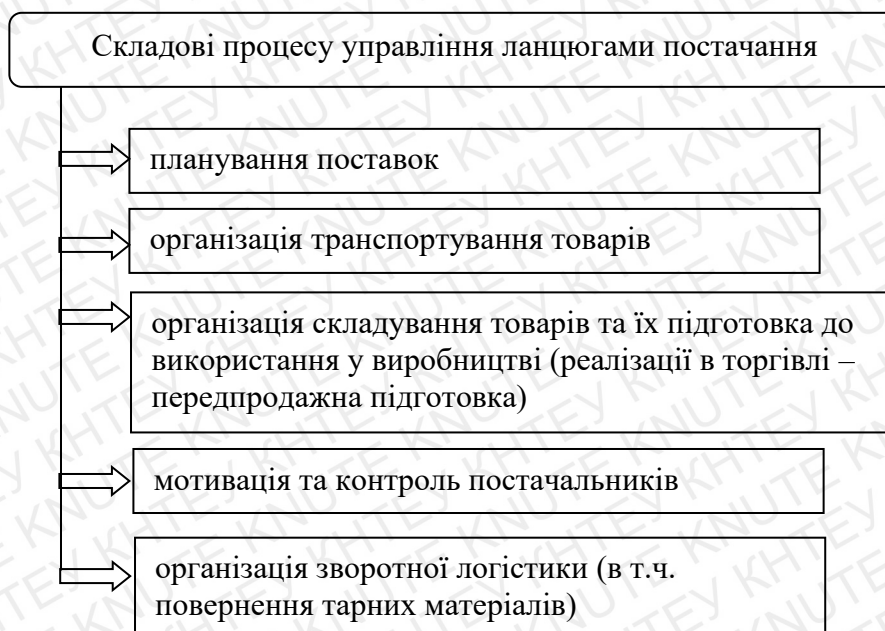 Складові процесу управління ланцюгами постачання
планування поставок
організація транспортування товарів
організація складування товарів та їх підготовка до
використання у виробництві (реалізації в торгівлі –
передпродажна підготовка)
мотивація та контроль постачальників
організація зворотної логістики (в т.ч.
повернення тарних матеріалів)